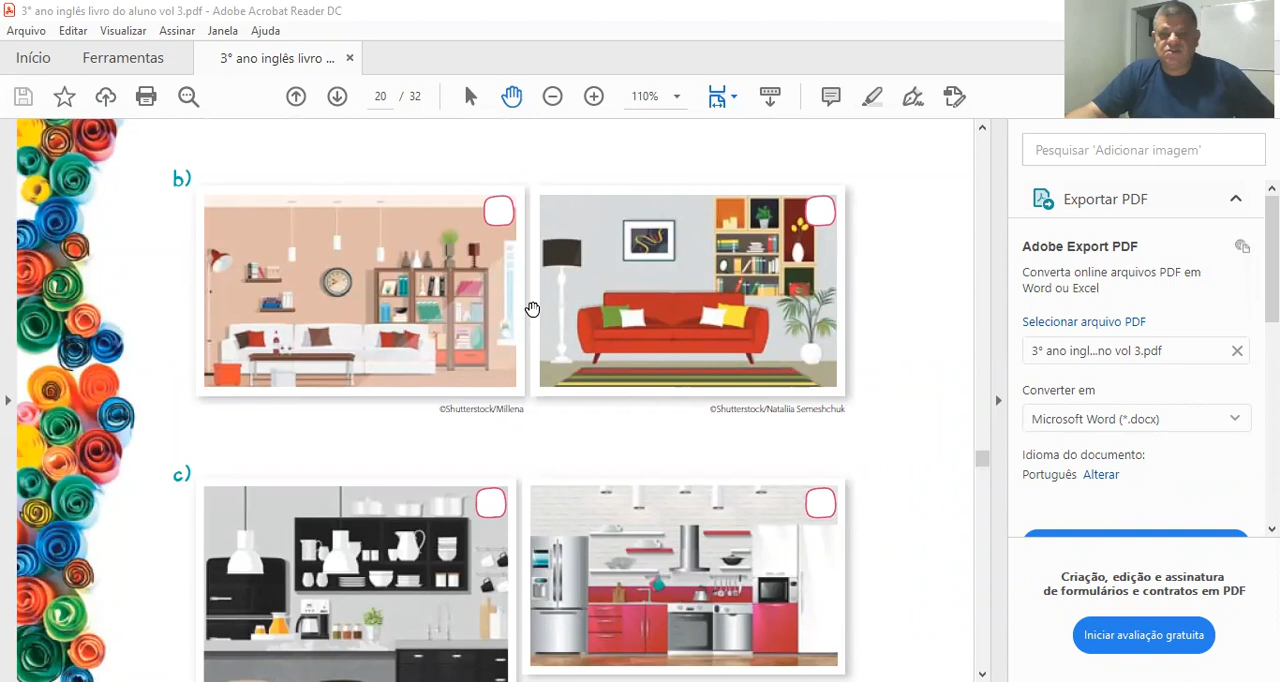 3° ano inglês livro do aluno vol 3.pdf - Adobe Acrobat Reader DC
Arquivo Editar Visualizar Assinar Janela Ajuda
Início Ferramentas 3° ano inglês livro ... ×
20 / 32 110%
Pesquisar 'Adicionar imagem'
Exportar PDF
Adobe Export PDF
Converta online arquivos PDF em
Word ou Excel
Selecionar arquivo PDF
3° ano ingl...no vol 3.pdf
Converter em
Microsoft Word (*.docx)
Idioma do documento:
Português Alterar
Criação, edição e assinatura
de formulários e contratos em PDF
Iniciar avaliação gratuita
b)
©Shutterstock/Millena
©Shutterstock/Nataliia Semeshchuk
c)